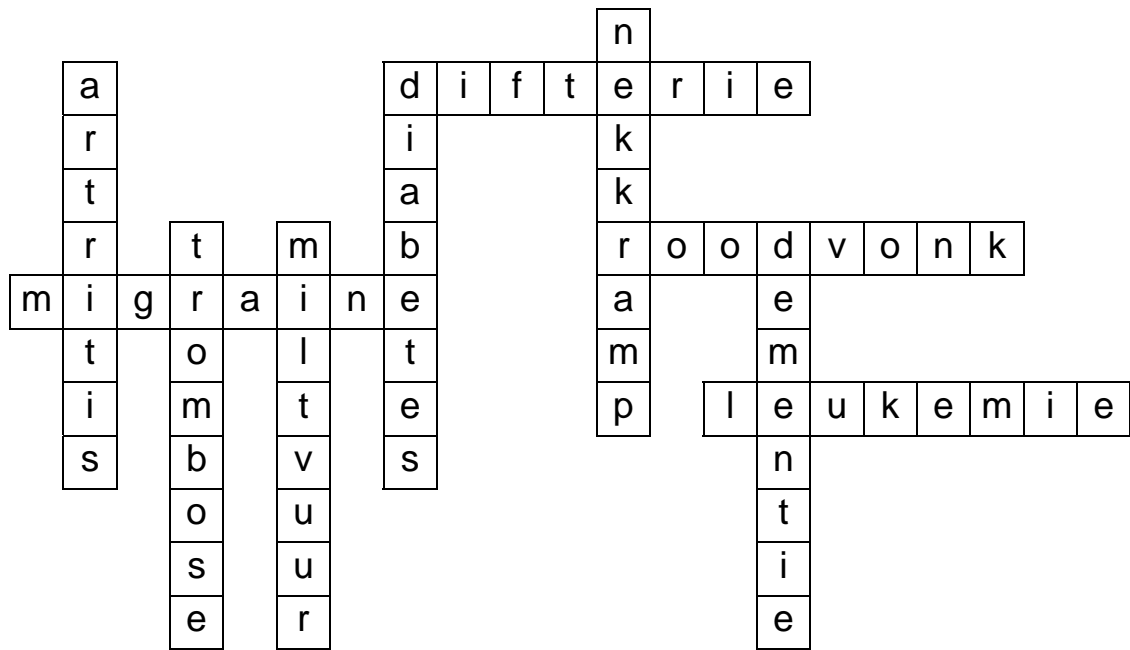 nekkramp
artritis
diabetes
difterie
trombose
miltvuur
roodvonk
dementie
migraine
leukemie